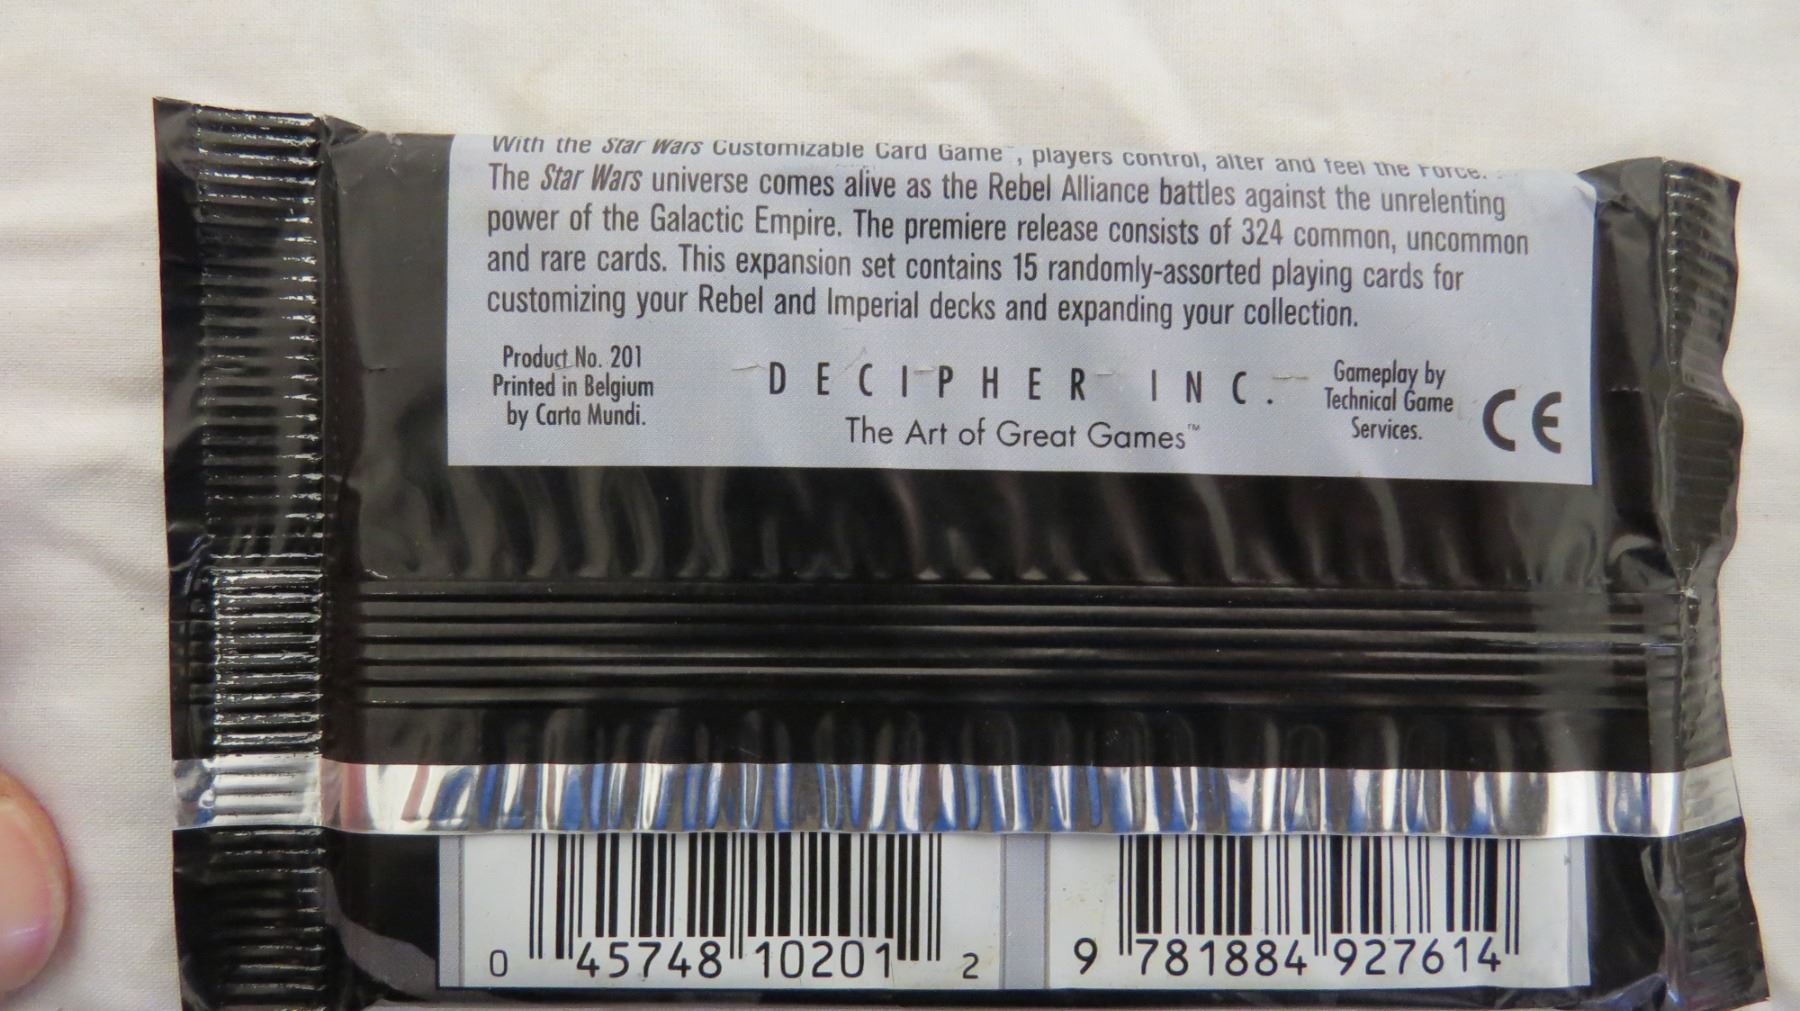 With the Star Wars Customizable Card Game™, players control, alter and feel the Force.
The Star Wars universe comes alive as the Rebel Alliance battles against the unrelenting
power of the Galactic Empire. The premiere release consists of 324 common, uncommon
and rare cards. This expansion set contains 15 randomly-assorted playing cards for
customizing your Rebel and Imperial decks and expanding your collection.
Product No. 201
Printed in Belgium
by Carta Mundi.
DECIPHER INC.
The Art of Great Games™
Gameplay by
Technical Game
Services.
CE
0 45748 10201 2
9 781884 927614